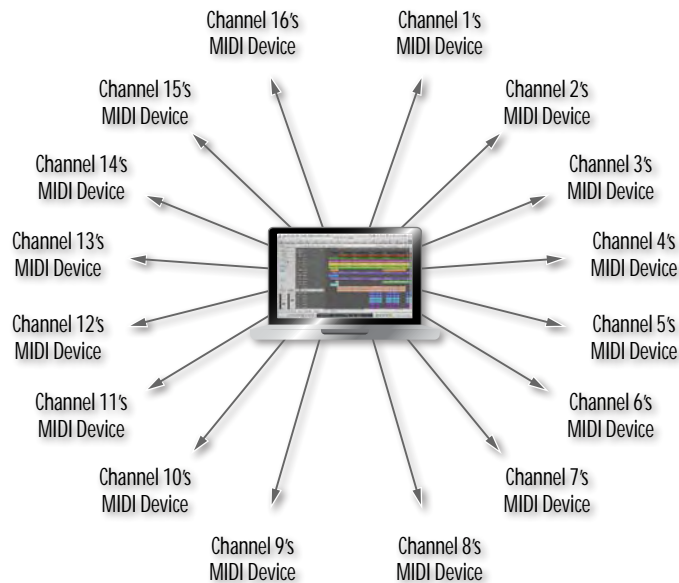 Channel 16's
MIDI Device
Channel 1's
MIDI Device
Channel 15's
MIDI Device
Channel 2's
MIDI Device
Channel 14's
MIDI Device
Channel 3's
MIDI Device
Channel 13's
MIDI Device
Channel 4's
MIDI Device
Channel 12's
MIDI Device
Channel 5's
MIDI Device
Channel 11's
MIDI Device
Channel 6's
MIDI Device
Channel 10's
MIDI Device
Channel 7's
MIDI Device
Channel 9's
MIDI Device
Channel 8's
MIDI Device